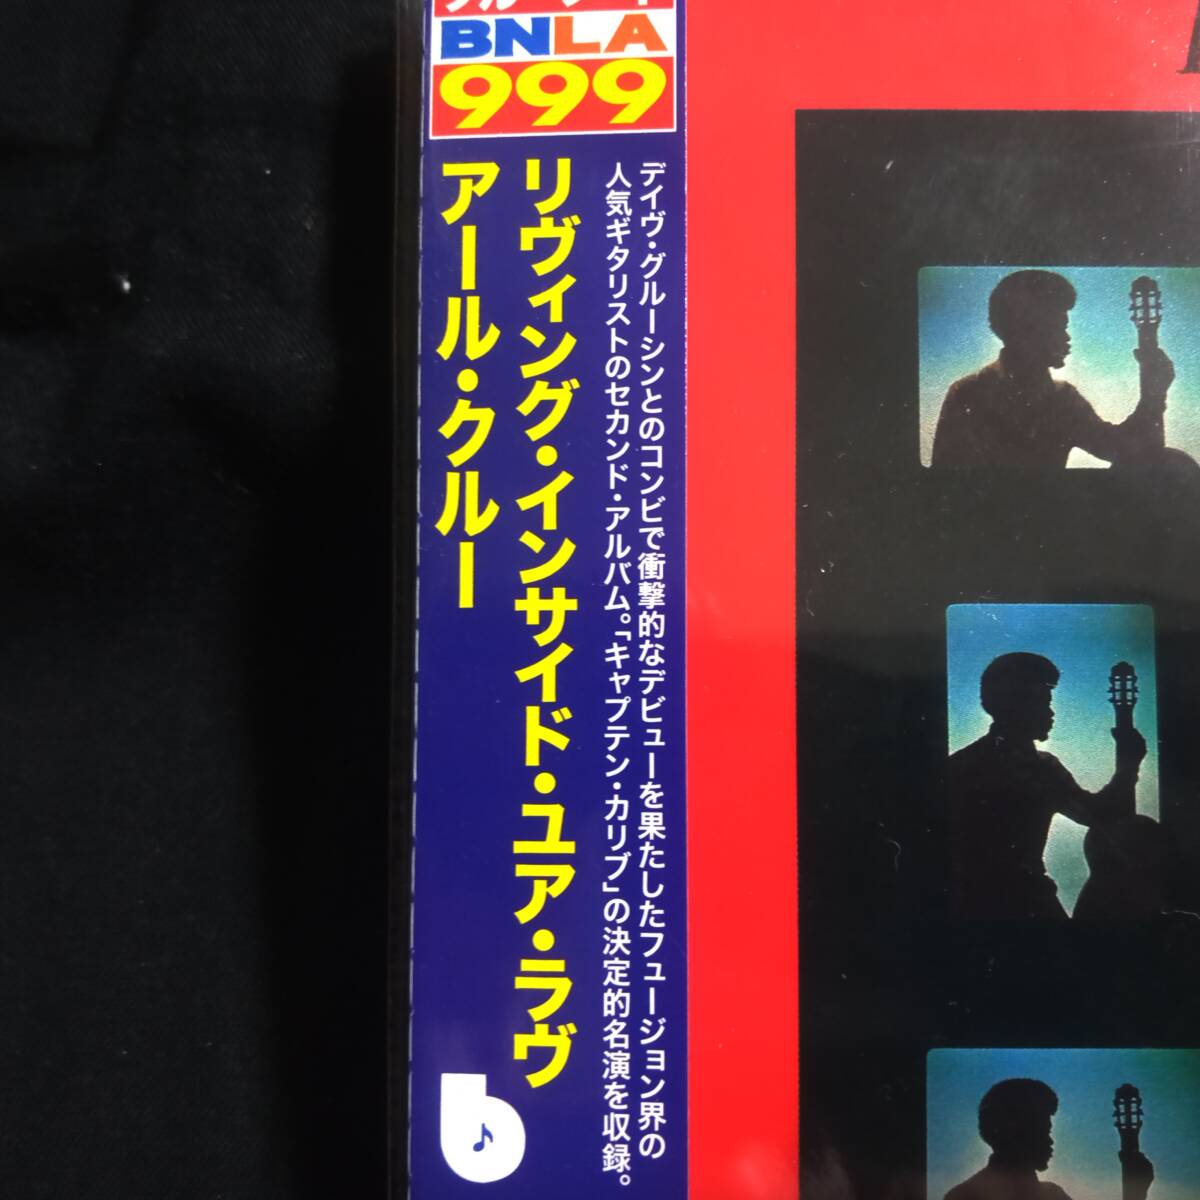 BNLA
999
リヴィング・インサイド・ユア・ラヴ
アール・クルー
デイヴ・グルーシンとのコンビで衝撃的なデビューを果たしたフュージョン界の
人気ギタリストのセカンド・アルバム。「キャプテン・カリブ」の決定的名演を収録。